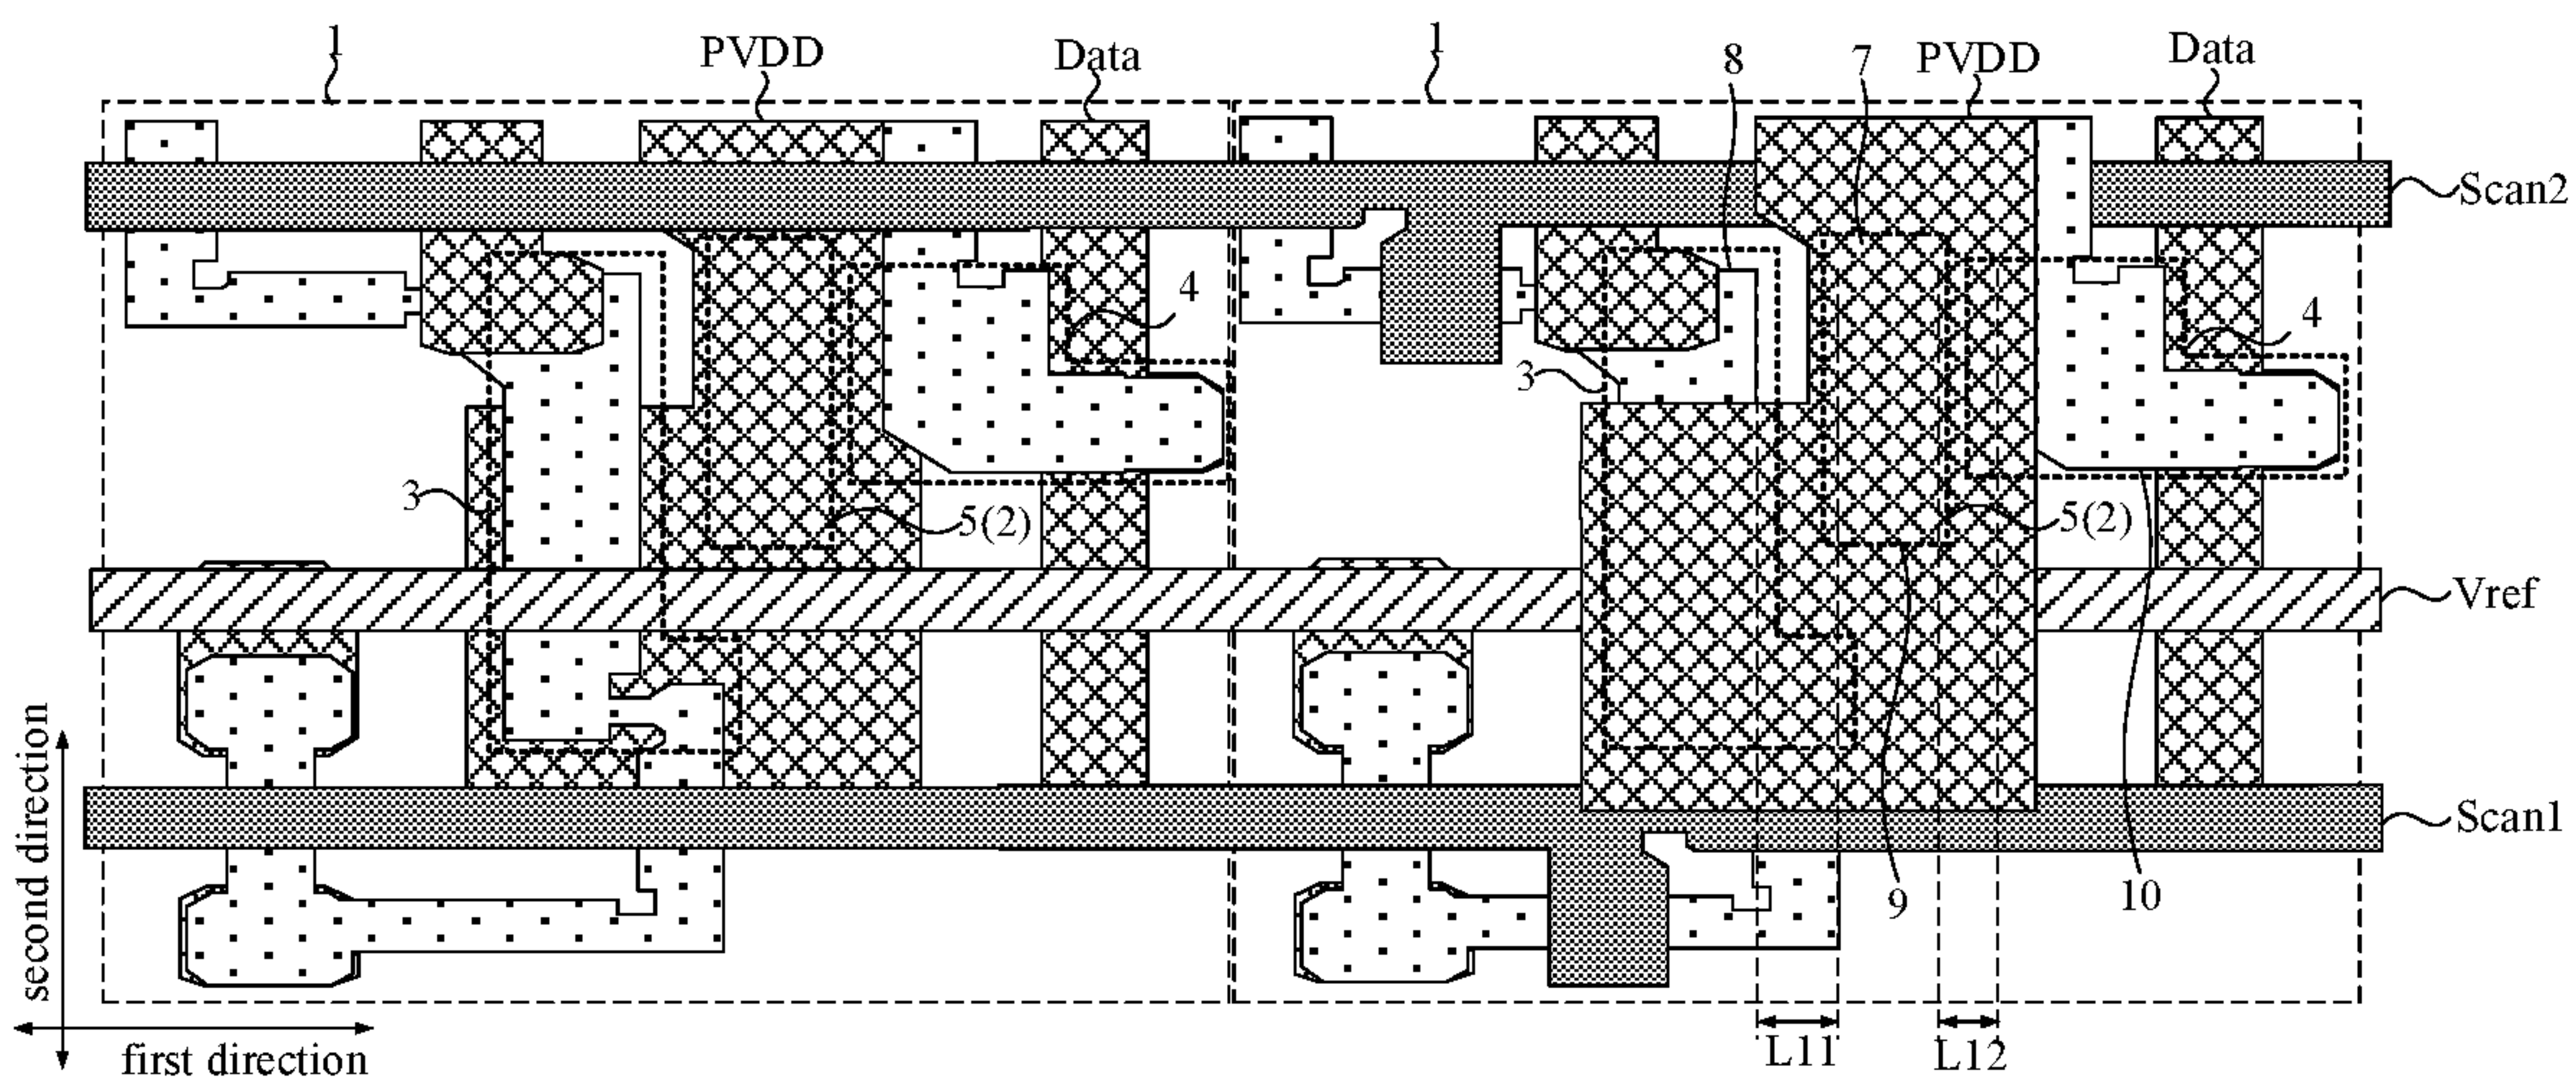 1
PVDD
Data
1
8
7
PVDD
Data
Scan2
4
4
3
3
5(2)
5(2)
Vref
Scan1
9
10
second direction
first direction
L11
L12